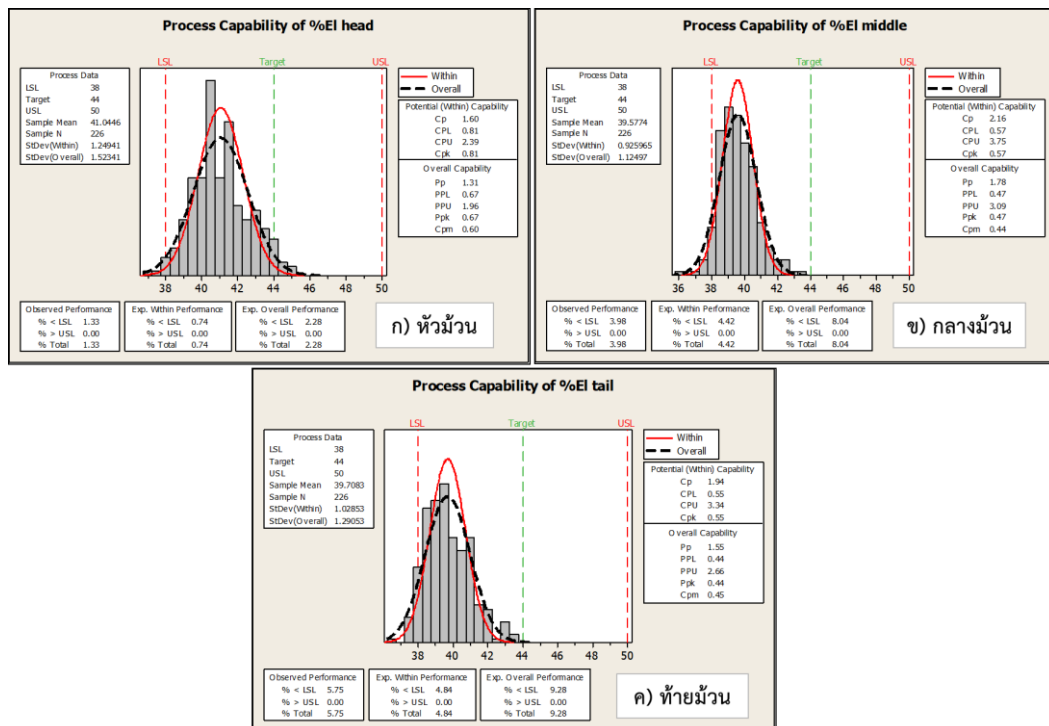 Process Capability of %El head
LSL
Target
USL
Process Data
LSL 38
Target 44
USL 50
Sample Mean 41.0446
Sample N 226
StDev(Within) 1.24941
StDev(Overall) 1.52341
Within
Overall
Potential (Within) Capability
Cp 1.60
CPL 0.81
CPU 2.39
Cpk 0.81
Overall Capability
Pp 1.31
PPL 0.67
PPU 1.96
Ppk 0.67
Cpm 0.60
38 40 42 44 46 48 50
Observed Performance
% < LSL 1.33
% > USL 0.00
% Total 1.33
Exp. Within Performance
% < LSL 0.74
% > USL 0.00
% Total 0.74
Exp. Overall Performance
% < LSL 2.28
% > USL 0.00
% Total 2.28
ก) หัวม้วน
Process Capability of %El middle
LSL
Target
USL
Process Data
LSL 38
Target 44
USL 50
Sample Mean 39.5774
Sample N 226
StDev(Within) 0.925965
StDev(Overall) 1.12497
Within
Overall
Potential (Within) Capability
Cp 2.16
CPL 0.57
CPU 3.75
Cpk 0.57
Overall Capability
Pp 1.78
PPL 0.47
PPU 3.09
Ppk 0.47
Cpm 0.44
36 38 40 42 44 46 48 50
Observed Performance
% < LSL 3.98
% > USL 0.00
% Total 3.98
Exp. Within Performance
% < LSL 4.42
% > USL 0.00
% Total 4.42
Exp. Overall Performance
% < LSL 8.04
% > USL 0.00
% Total 8.04
ข) กลางม้วน
Process Capability of %El tail
LSL
Target
USL
Process Data
LSL 38
Target 44
USL 50
Sample Mean 39.7083
Sample N 226
StDev(Within) 1.02853
StDev(Overall) 1.29053
Within
Overall
Potential (Within) Capability
Cp 1.94
CPL 0.55
CPU 3.34
Cpk 0.55
Overall Capability
Pp 1.55
PPL 0.44
PPU 2.66
Ppk 0.44
Cpm 0.45
38 40 42 44 46 48 50
Observed Performance
% < LSL 5.75
% > USL 0.00
% Total 5.75
Exp. Within Performance
% < LSL 4.84
% > USL 0.00
% Total 4.84
Exp. Overall Performance
% < LSL 9.28
% > USL 0.00
% Total 9.28
ค) ท้ายม้วน